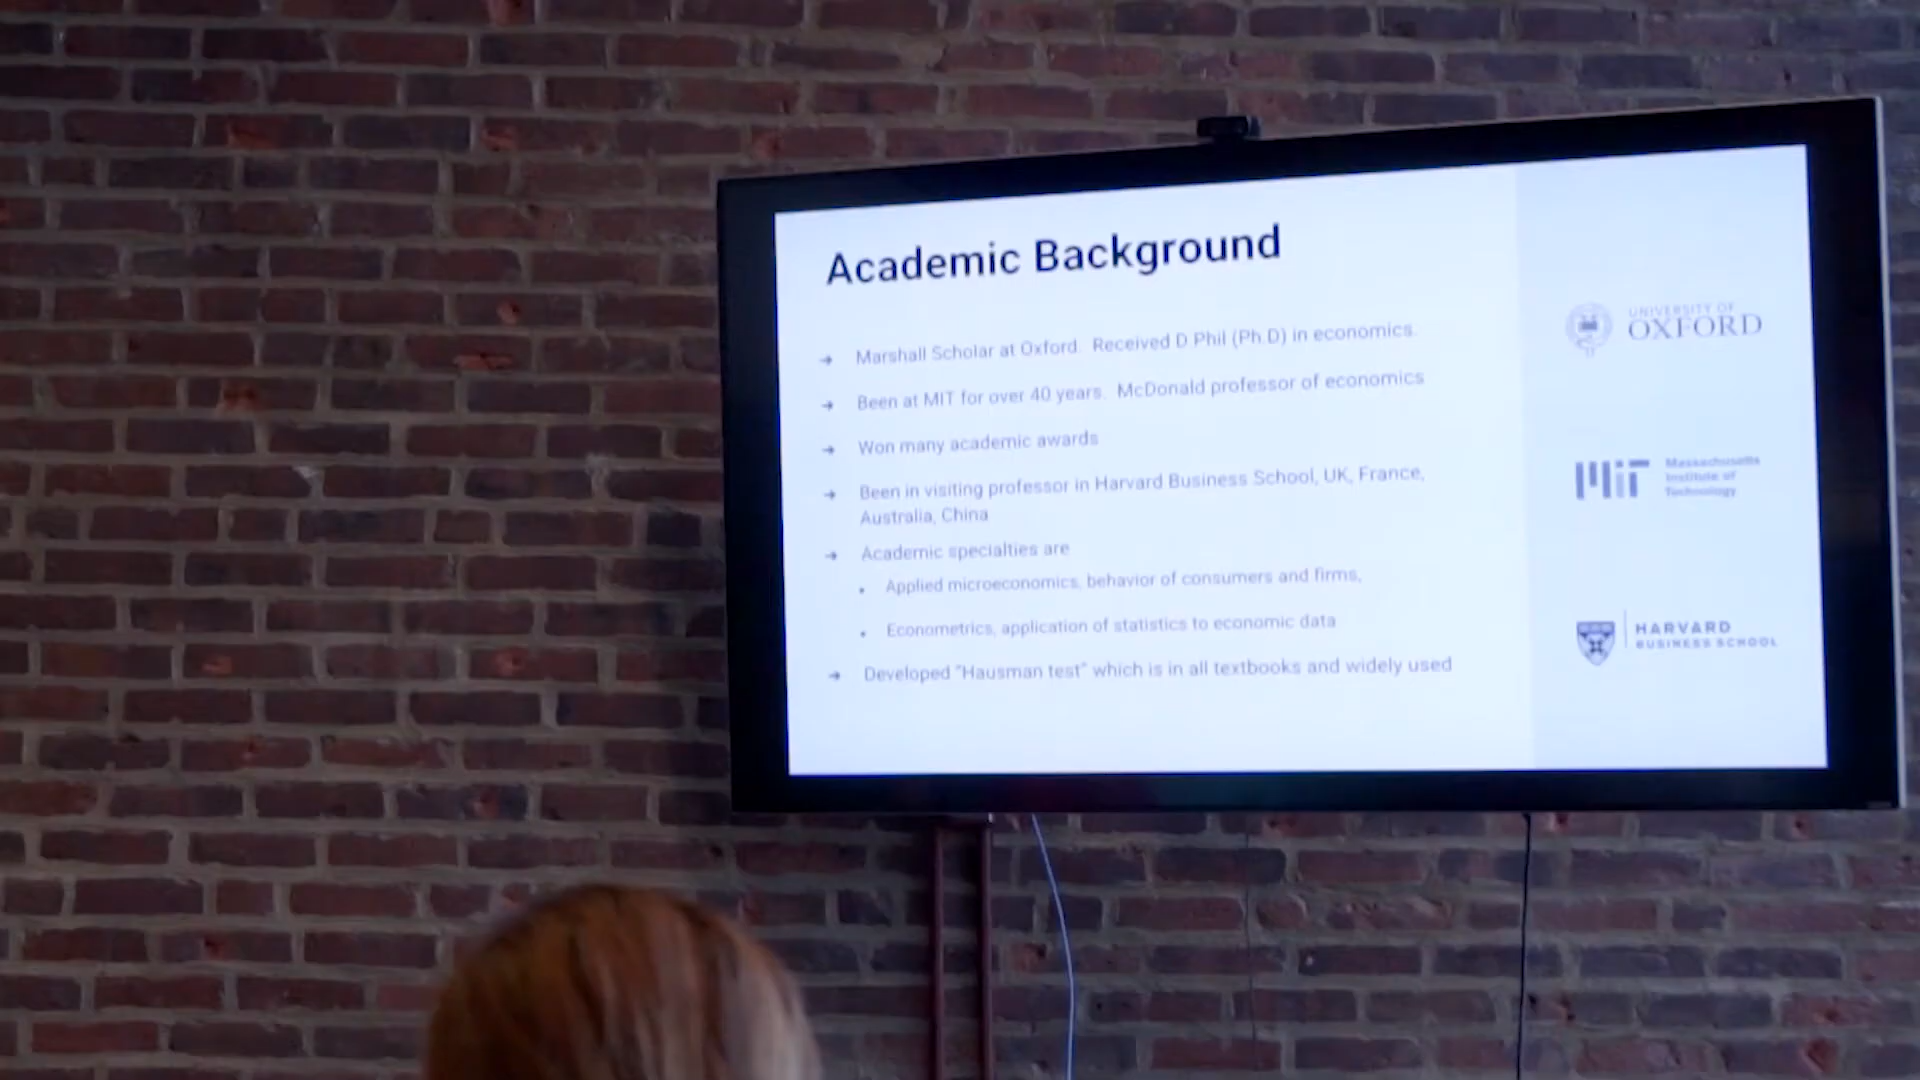 Academic Background
→ Marshall Scholar at Oxford. Received D.Phil (Ph.D) in economics.
→ Been at MIT for over 40 years. McDonald professor of economics
→ Won many academic awards
→ Been in visiting professor in Harvard Business School, UK, France,
Australia, China
→ Academic specialties are
• Applied microeconomics, behavior of consumers and firms,
• Econometrics, application of statistics to economic data
→ Developed "Hausman test" which is in all textbooks and widely used
UNIVERSITY OF
OXFORD
MIT
Massachusetts
Institute of
Technology
HARVARD
BUSINESS SCHOOL